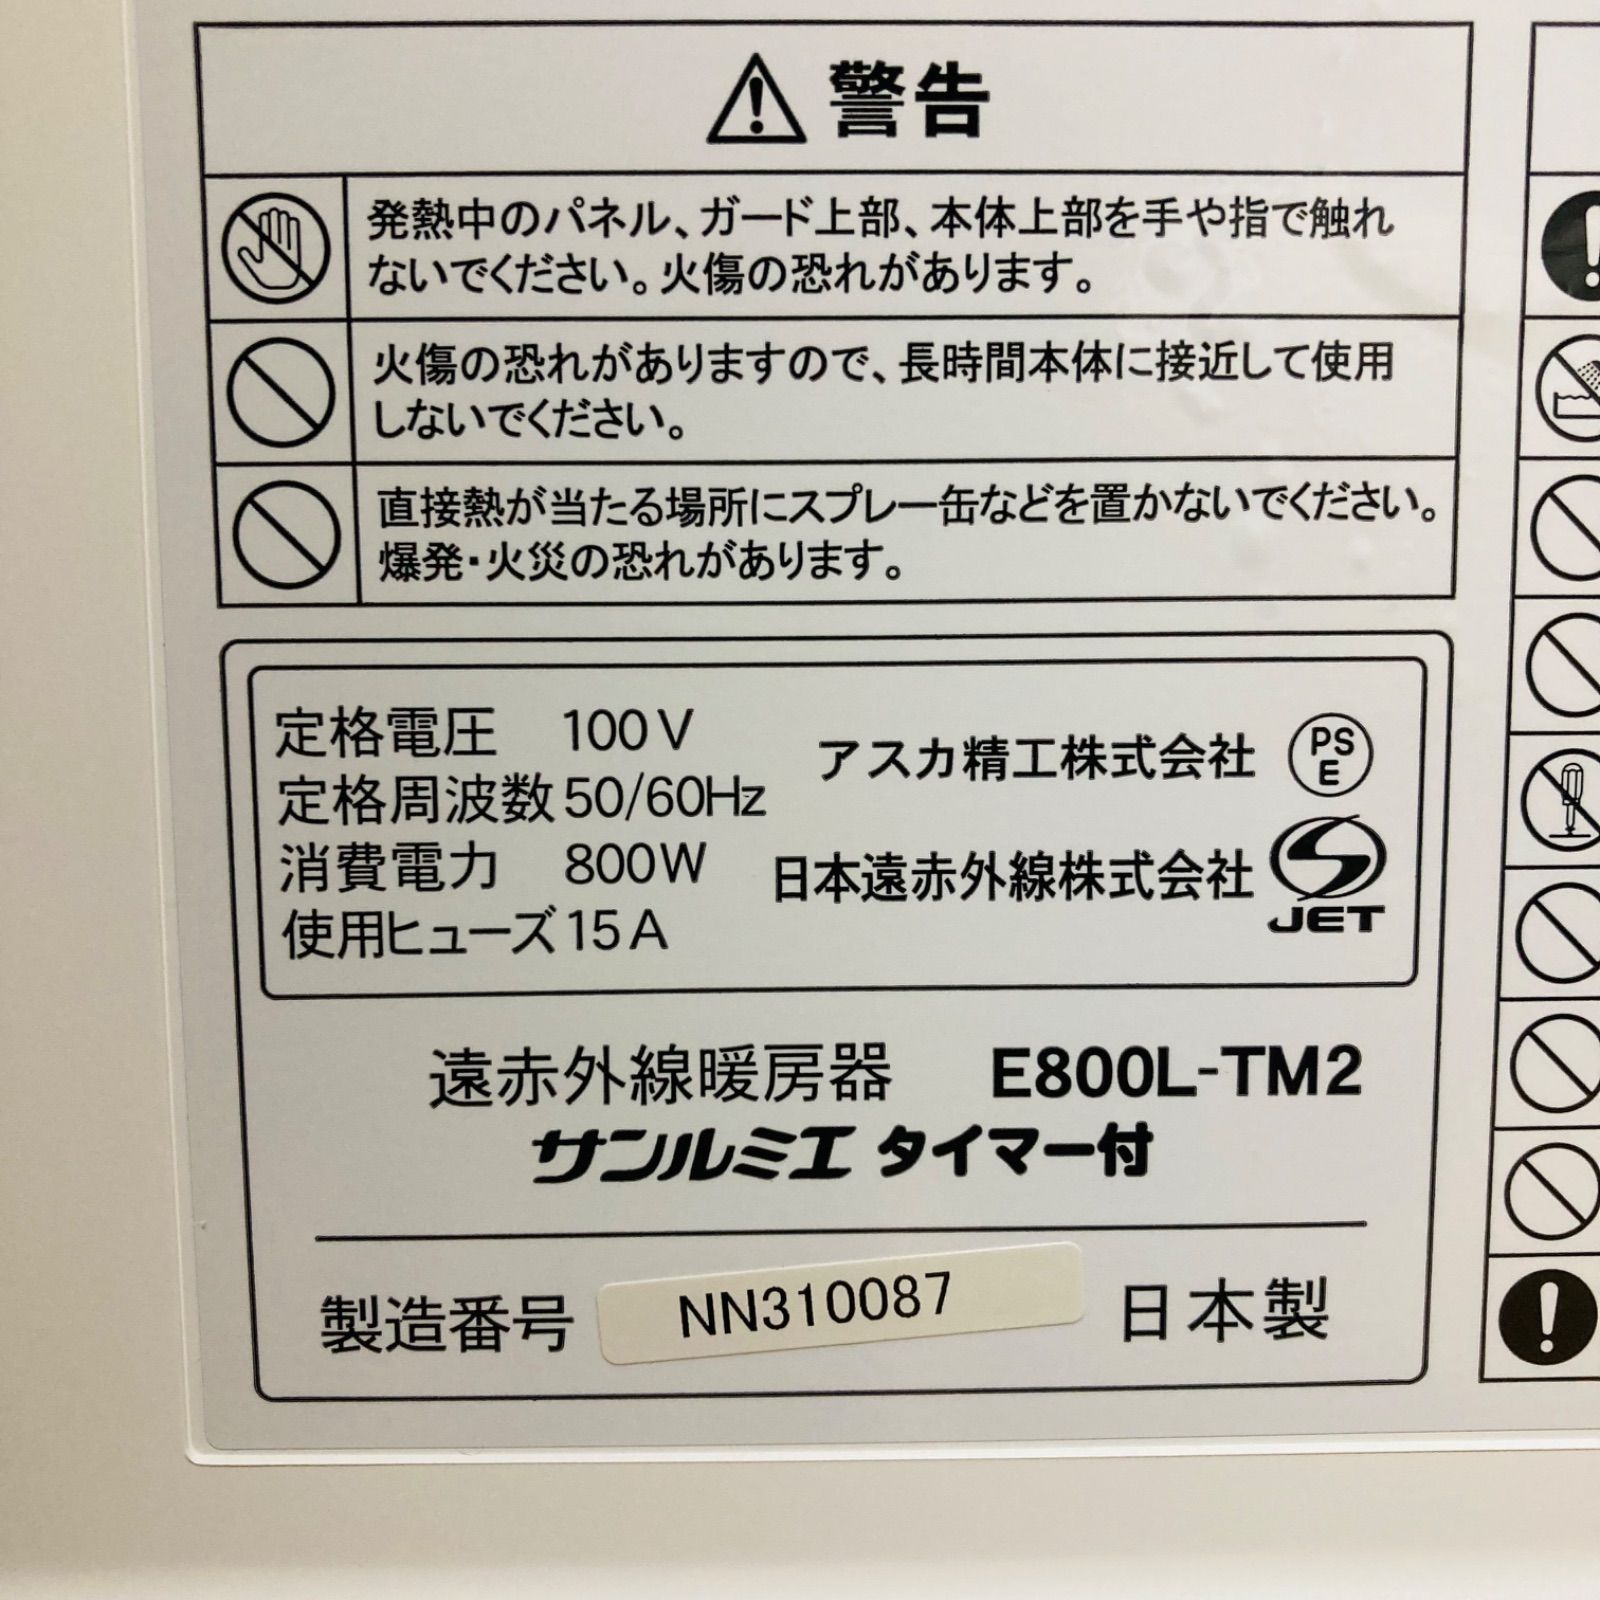 警告
発熱中のパネル、ガード上部、本体上部を手や指で触れ
ないでください。火傷の恐れがあります。
火傷の恐れがありますので、長時間本体に接近して使用
しないでください。
直接熱が当たる場所にスプレー缶などを置かないでください。
爆発・火災の恐れがあります。
定格電圧 100V
定格周波数 50/60Hz
消費電力 800W
使用ヒューズ 15A
アスカ精工株式会社
PS
E
日本遠赤外線株式会社
JET
遠赤外線暖房器 E800L-TM2
サンルミエ タイマー付
製造番号 NN310087 日本製